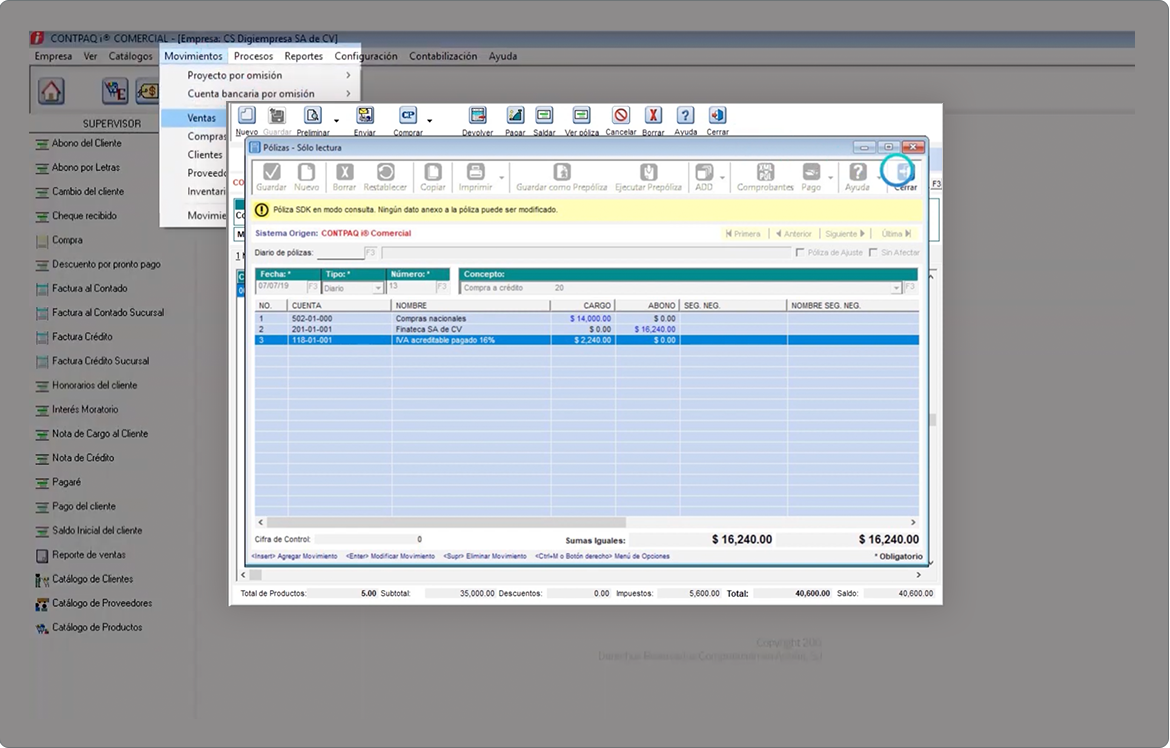 CONTPAQ i® COMERCIAL - [Empresa: CS Digiempresa SA de CV]
Empresa Ver Catálogos Movimientos Procesos Reportes Configuración Contabilización Ayuda
Proyecto por omisión >
Cuenta bancaria por omisión >
Ventas
Compras
Clientes
Proveed
Inventari
Movimie
SUPERVISOR
Abono del Cliente
Abono por Letras
Cambio del cliente
Cheque recibido
Compra
Descuento por pronto pago
Factura al Contado
Factura al Contado Sucursal
Factura Crédito
Factura Crédito Sucursal
Honorarios del cliente
Interés Moratorio
Nota de Cargo al Cliente
Nota de Crédito
Pagaré
Pago del cliente
Saldo Inicial del cliente
Reporte de ventas
Catálogo de Clientes
Catálogo de Proveedores
Catálogo de Productos
Nuevo Guardar Preliminar Enviar Comprar Devolver Pagar Saldar Ver póliza Cancelar Borrar Ayuda Cerrar
F3
Pólizas - Sólo lectura
Guardar Nuevo Borrar Restablecer Copiar Imprimir Guardar como Prepóliza Ejecutar Prepóliza ADD Comprobantes Pago Ayuda Cerrar
Póliza SDK en modo consulta. Ningún dato anexo a la póliza puede ser modificado.
Sistema Origen: CONTPAQ i® Comercial Primera Anterior Siguiente Última
Diario de pólizas: F3 Póliza de Ajuste Sin Afectar
Fecha: * Tipo: * Número: * Concepto:
07/07/19 F3 Diario 13 F3 Compra a crédito 20 F3
NO. CUENTA NOMBRE CARGO ABONO SEG. NEG. NOMBRE SEG. NEG.
1 502-01-000 Compras nacionales $ 14,000.00 $ 0.00
2 201-01-001 Finateca SA de CV $ 0.00 $ 16,240.00
3 118-01-001 IVA acreditable pagado 16% $ 2,240.00 $ 0.00
Cifra de Control: 0 Sumas Iguales: $ 16,240.00 $ 16,240.00
<Insert> Agregar Movimiento <Enter> Modificar Movimiento <Supr> Eliminar Movimiento <Ctrl+M o Botón derecho> Menú de Opciones * Obligatorio
Total de Productos: 5.00 Subtotal: 35,000.00 Descuentos: 0.00 Impuestos: 5,600.00 Total: 40,600.00 Saldo: 40,600.00